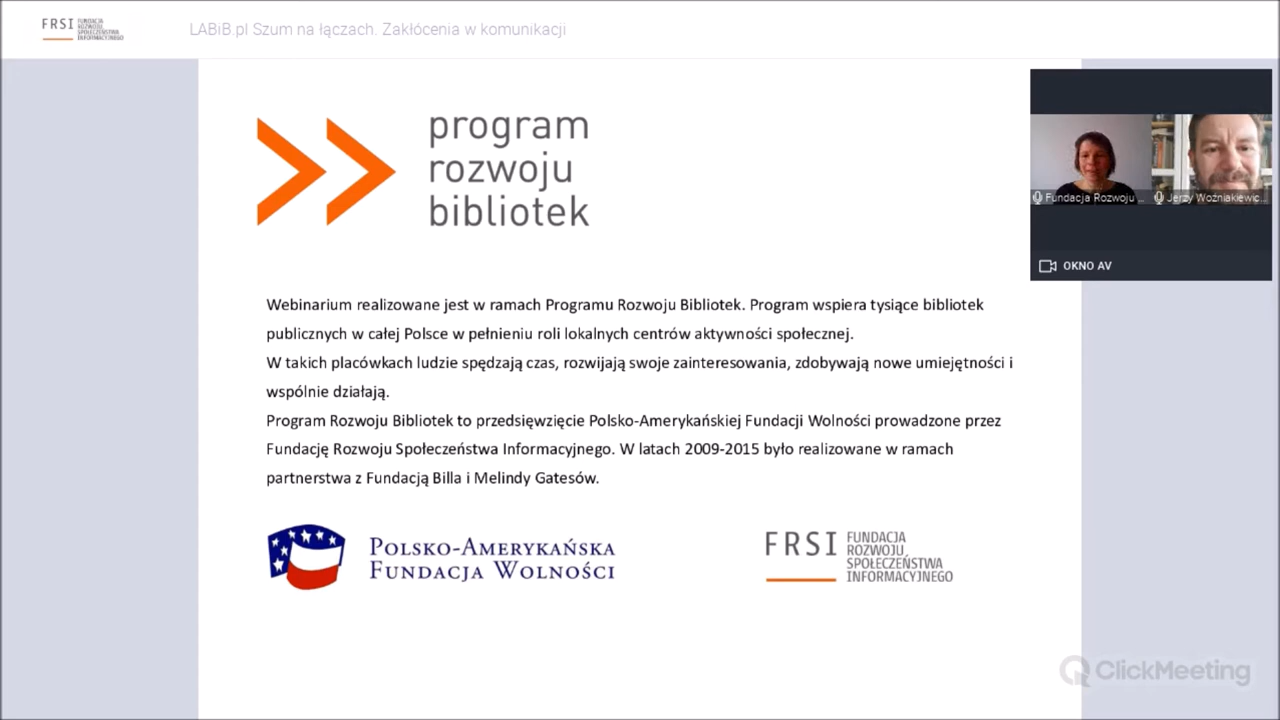 FRSI FUNDACJA
ROZWOJU
SPOŁECZEŃSTWA
INFORMACYJNEGO
LABiB.pl Szum na łączach. Zakłócenia w komunikacji
program
rozwoju
bibliotek
Fundacja Rozwoju ...
Jerzy Woźniakiewic...
OKNO AV
Webinarium realizowane jest w ramach Programu Rozwoju Bibliotek. Program wspiera tysiące bibliotek
publicznych w całej Polsce w pełnieniu roli lokalnych centrów aktywności społecznej.
W takich placówkach ludzie spędzają czas, rozwijają swoje zainteresowania, zdobywają nowe umiejętności i
wspólnie działają.
Program Rozwoju Bibliotek to przedsięwzięcie Polsko-Amerykańskiej Fundacji Wolności prowadzone przez
Fundację Rozwoju Społeczeństwa Informacyjnego. W latach 2009-2015 było realizowane w ramach
partnerstwa z Fundacją Billa i Melindy Gatesów.
POLSKO-AMERYKAŃSKA
FUNDACJA WOLNOŚCI
FRSI FUNDACJA
ROZWOJU
SPOŁECZEŃSTWA
INFORMACYJNEGO
ClickMeeting